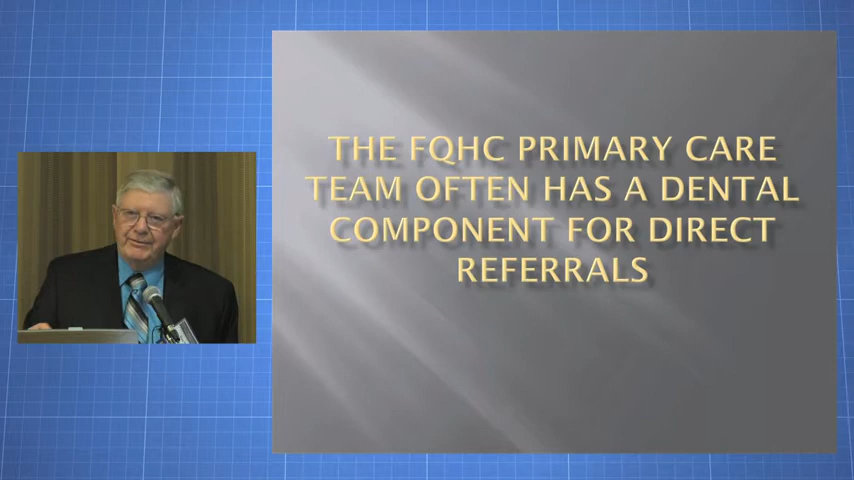 THE FQHC PRIMARY CARE
TEAM OFTEN HAS A DENTAL
COMPONENT FOR DIRECT
REFERRALS